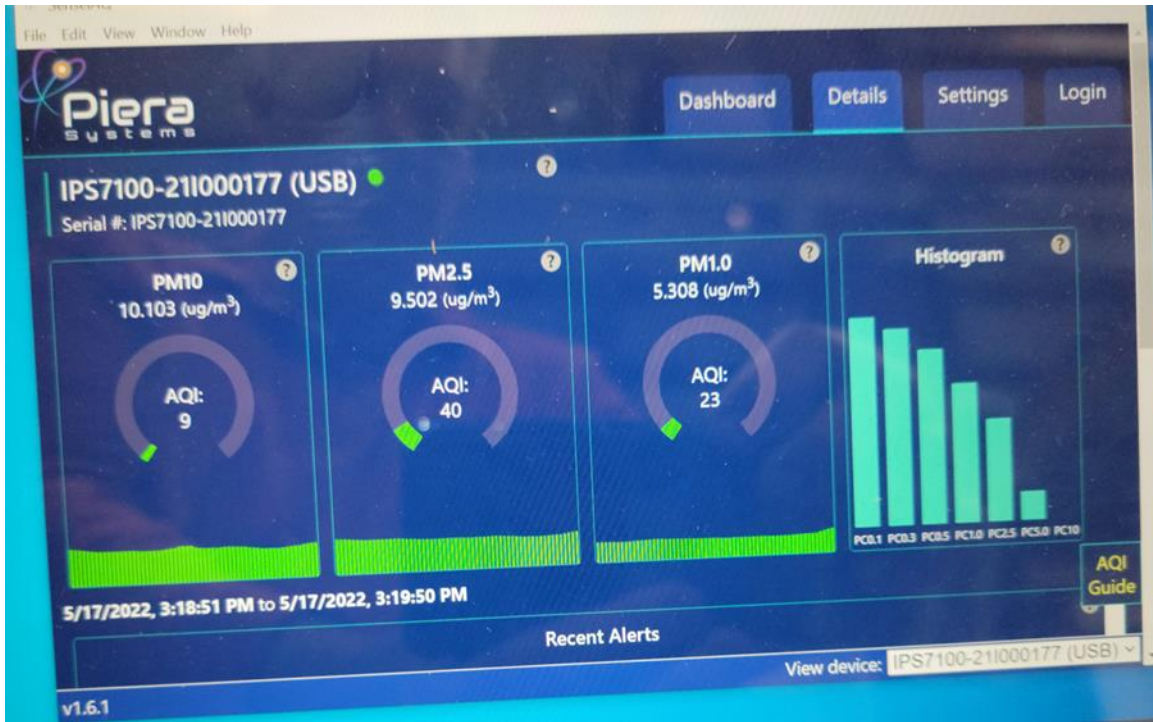 File Edit View Window Help
Piera
Systems
Dashboard Details Settings Login
IPS7100-21I000177 (USB)
?
Serial #: IPS7100-21I000177
PM10
?
10.103 (ug/m³)
AQI:
9
PM2.5
?
9.502 (ug/m³)
AQI:
40
PM1.0
?
5.308 (ug/m³)
AQI:
23
Histogram
?
PC0.1 PC0.3 PC0.5 PC1.0 PC2.5 PC5.0 PC10
AQI
Guide
5/17/2022, 3:18:51 PM to 5/17/2022, 3:19:50 PM
Recent Alerts
View device: IPS7100-21I000177 (USB)
v1.6.1